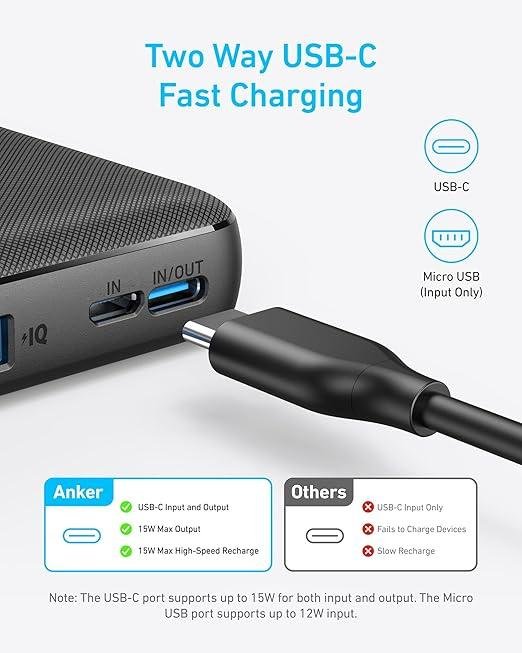 Two Way USB-C
Fast Charging
USB-C
Micro USB
(Input Only)
IN
IN/OUT
IQ
Anker
USB-C Input and Output
15W Max Output
15W Max High-Speed Recharge
Others
USB-C Input Only
Fails to Charge Devices
Slow Recharge
Note: The USB-C port supports up to 15W for both input and output. The Micro
USB port supports up to 12W input.